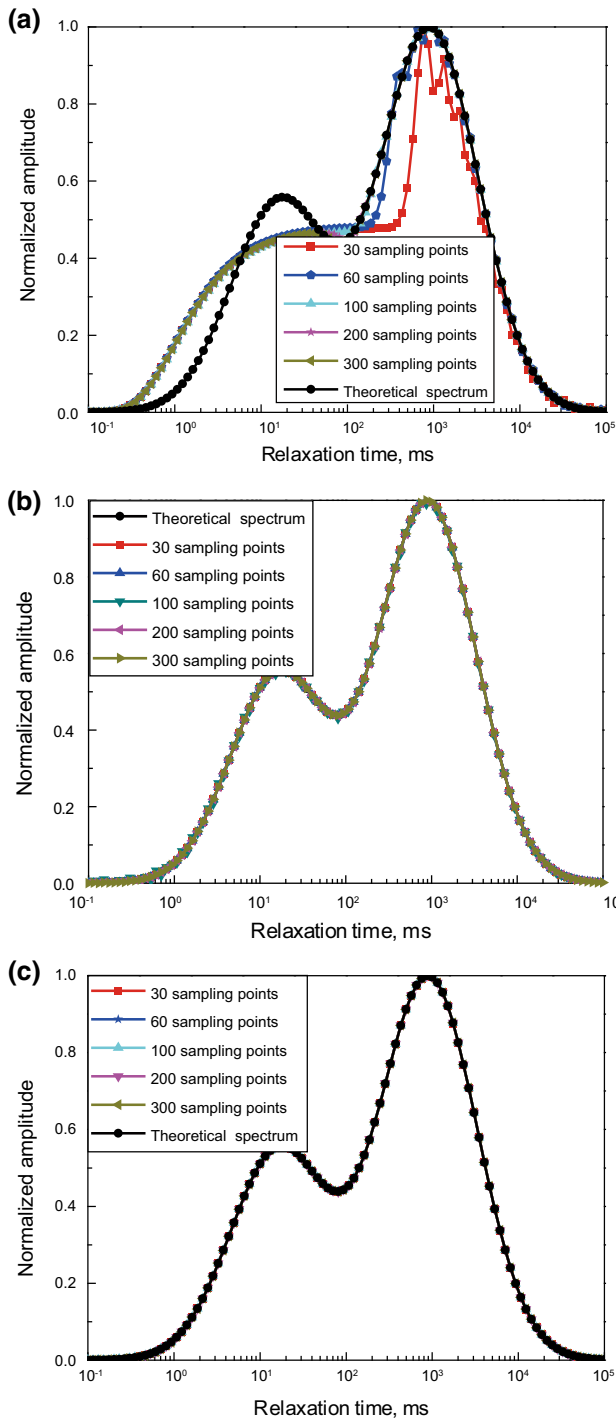 (a)
1.0
0.8
0.6
0.4
0.2
0.0
Normalized amplitude
30 sampling points
60 sampling points
100 sampling points
200 sampling points
300 sampling points
Theoretical spectrum
10-1 100 101 102 103 104 105
Relaxation time, ms
(b)
1.0
0.8
0.6
0.4
0.2
0.0
Normalized amplitude
Theoretical spectrum
30 sampling points
60 sampling points
100 sampling points
200 sampling points
300 sampling points
10-1 100 101 102 103 104 10
Relaxation time, ms
(c)
1.0
0.8
0.6
0.4
0.2
0.0
Normalized amplitude
30 sampling points
60 sampling points
100 sampling points
200 sampling points
300 sampling points
Theoretical spectrum
10-1 100 101 102 103 104 105
Relaxation time, ms